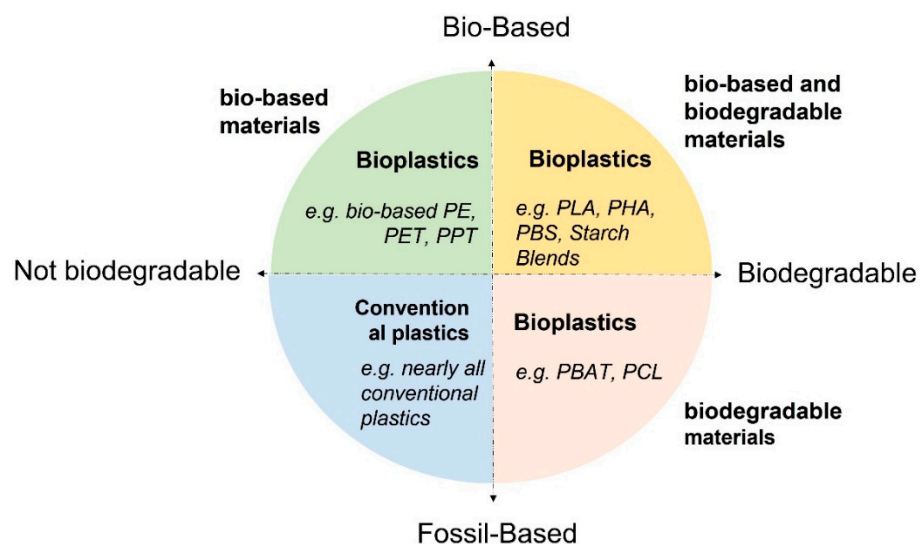 Bio-Based
bio-based
materials
bio-based and
biodegradable
materials
Bioplastics
e.g. bio-based PE,
PET, PPT
Bioplastics
e.g. PLA, PHA,
PBS, Starch
Blends
Not biodegradable
Biodegradable
Convention
al plastics
e.g. nearly all
conventional
plastics
Bioplastics
e.g. PBAT, PCL
biodegradable
materials
Fossil-Based